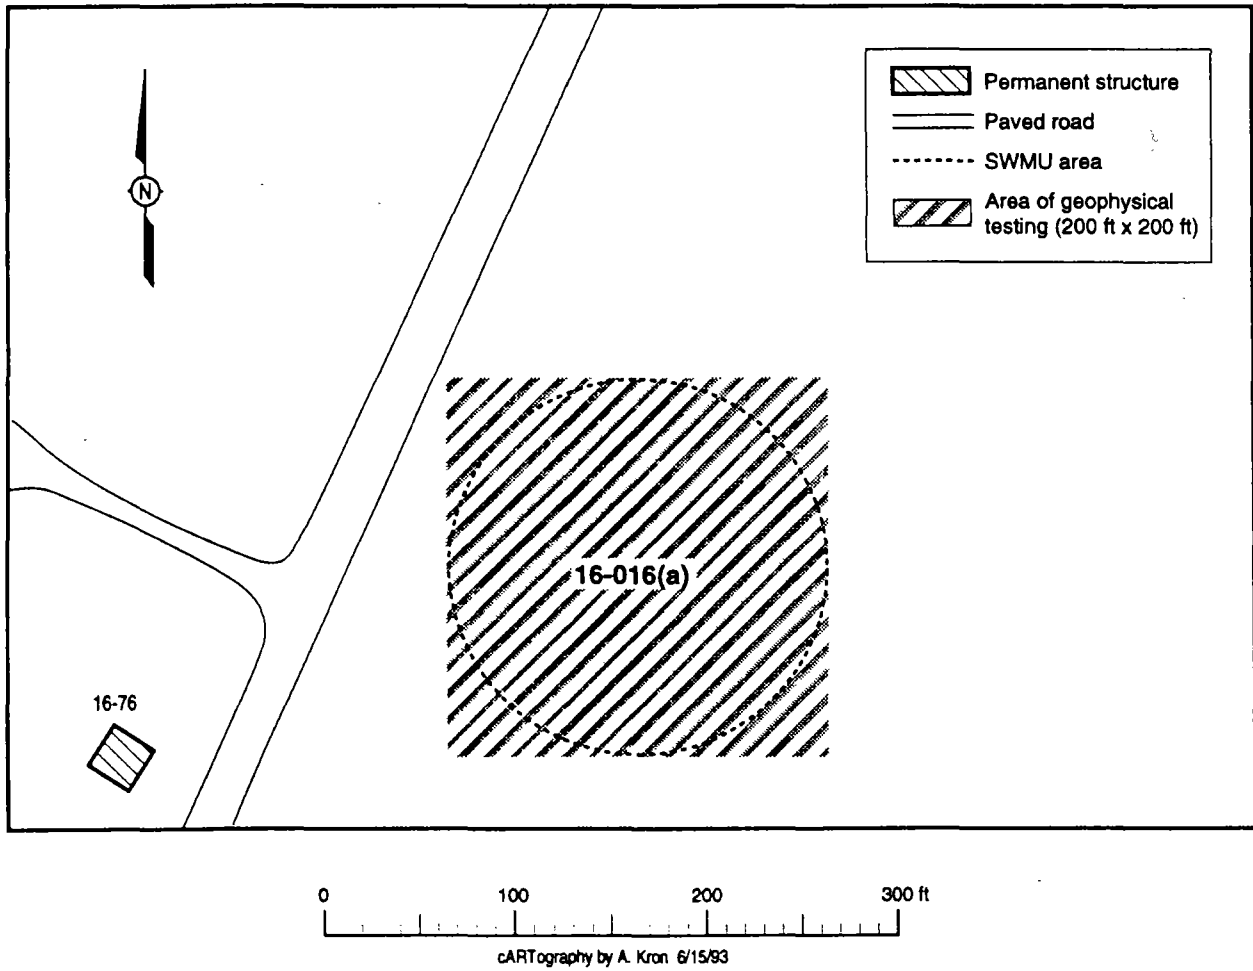 Permanent structure
Paved road
SWMU area
Area of geophysical
testing (200 ft x 200 ft)
N
16-016(a)
16-76
0 100 200 300 ft
cARTography by A. Kron 6/15/93